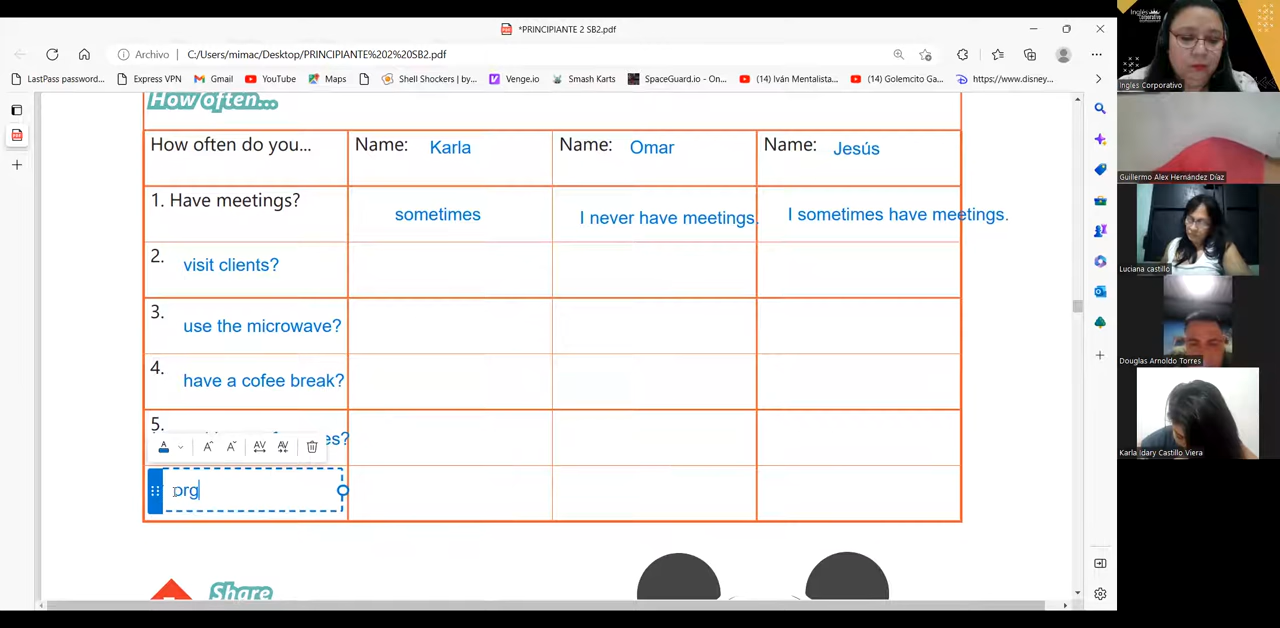 *PRINCIPIANTE 2 SB2.pdf
Archivo
C:/Users/mimac/Desktop/PRINCIPIANTE%202%20SB2.pdf
LastPass password...
Express VPN
Gmail
YouTube
Maps
Shell Shockers | by...
Venge.io
Smash Karts
SpaceGuard.io - On...
(14) Iván Mentalista...
(14) Golemcito Ga...
https://www.disney...
How often...
How often do you... Name: Karla Name: Omar Name: Jesús
1. Have meetings? sometimes I never have meetings. I sometimes have meetings.
2. visit clients?
3. use the microwave?
4. have a cofee break?
5. es?
org
Share
Inglés Corporativo
Ingles Corporativo
Guillermo Alex Hernández Díaz
Luciana castillo
Douglas Arnoldo Torres
Karla Idary Castillo Viera